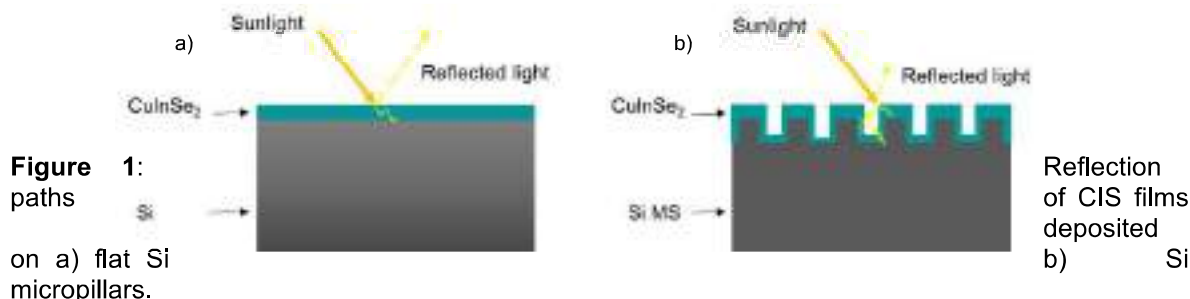 a)
Sunlight
Reflected light
CuInSe₂
Si
b)
Sunlight
Reflected light
CuInSe₂
Si MS
Figure 1: Reflection
paths of CIS films
deposited
on a) flat Si b) Si
micropillars.